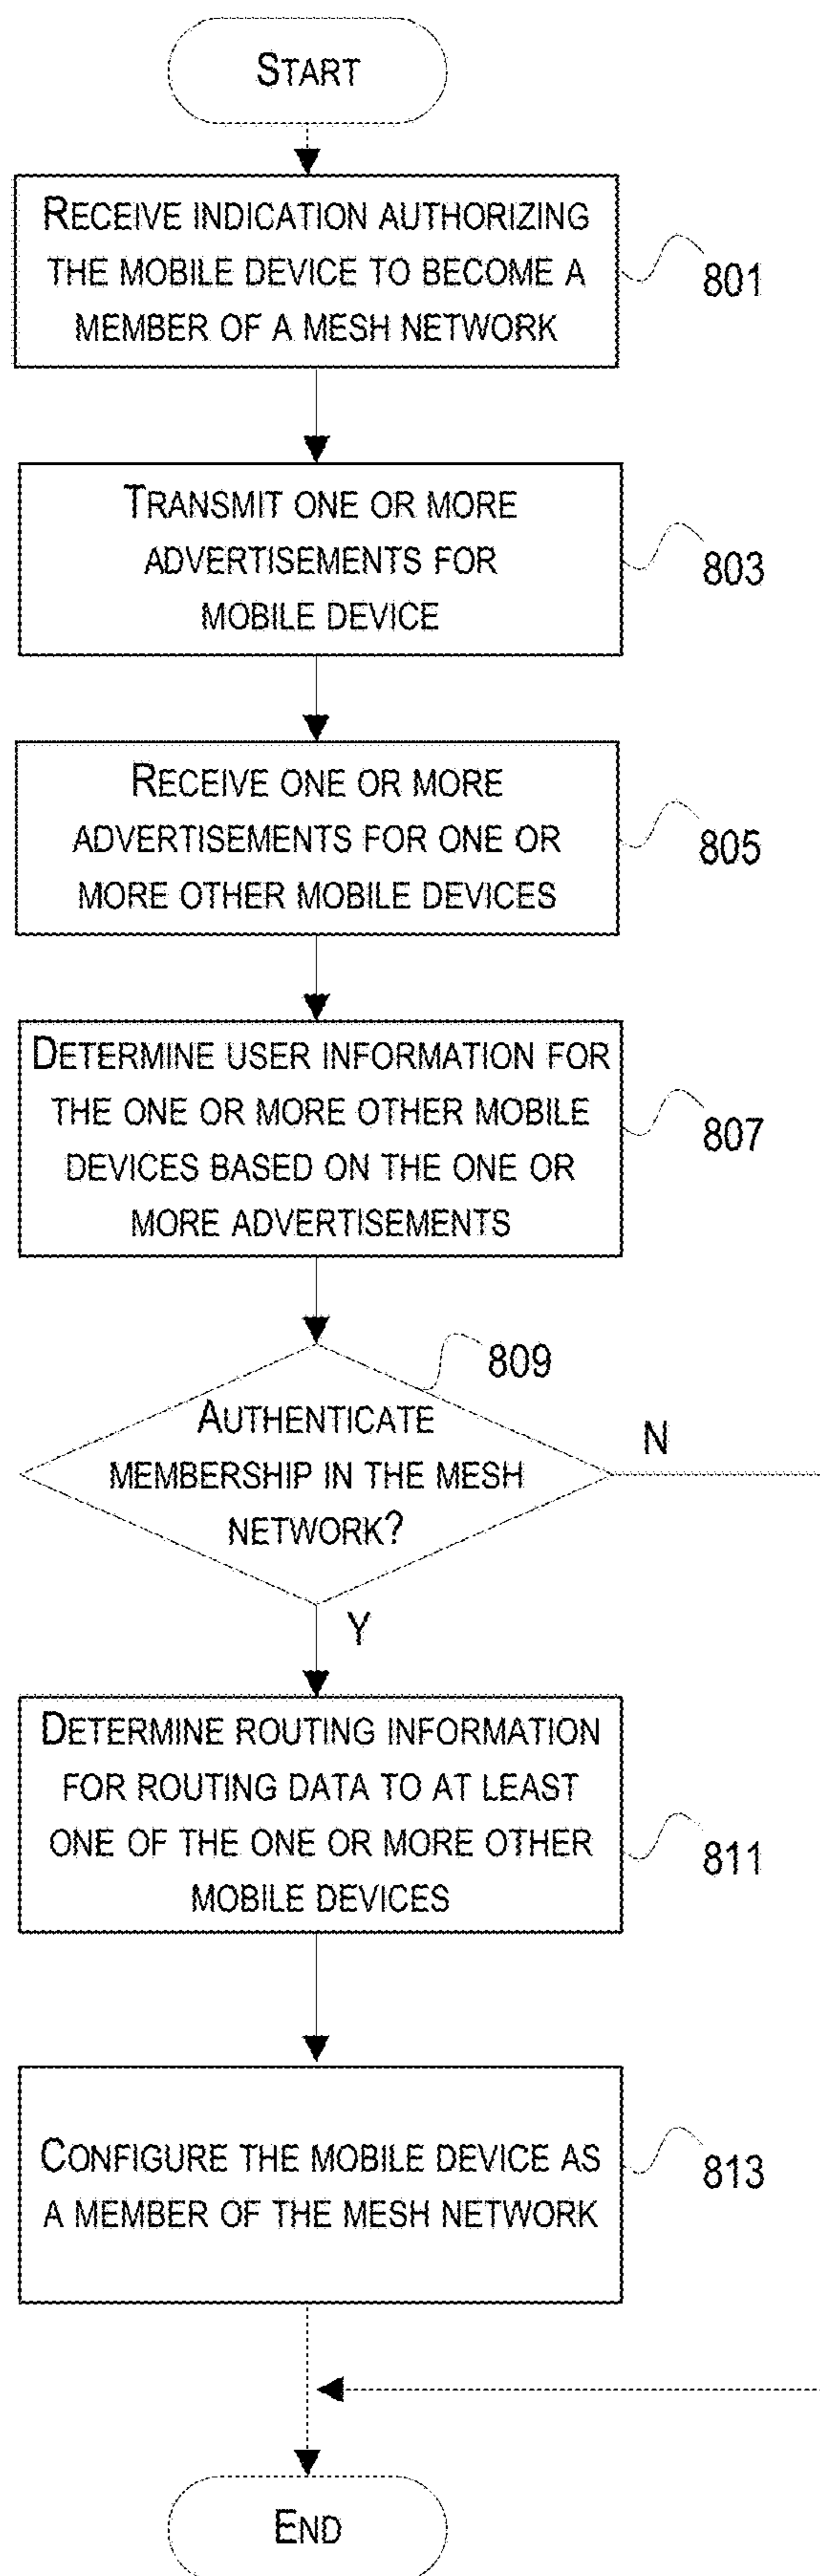 START
RECEIVE INDICATION AUTHORIZING
THE MOBILE DEVICE TO BECOME A
MEMBER OF A MESH NETWORK
801
TRANSMIT ONE OR MORE
ADVERTISEMENTS FOR
MOBILE DEVICE
803
RECEIVE ONE OR MORE
ADVERTISEMENTS FOR ONE OR
MORE OTHER MOBILE DEVICES
805
DETERMINE USER INFORMATION FOR
THE ONE OR MORE OTHER MOBILE
DEVICES BASED ON THE ONE OR
MORE ADVERTISEMENTS
807
809
AUTHENTICATE
MEMBERSHIP IN THE MESH
NETWORK?
N
Y
DETERMINE ROUTING INFORMATION
FOR ROUTING DATA TO AT LEAST
ONE OF THE ONE OR MORE OTHER
MOBILE DEVICES
811
CONFIGURE THE MOBILE DEVICE AS
A MEMBER OF THE MESH NETWORK
813
END